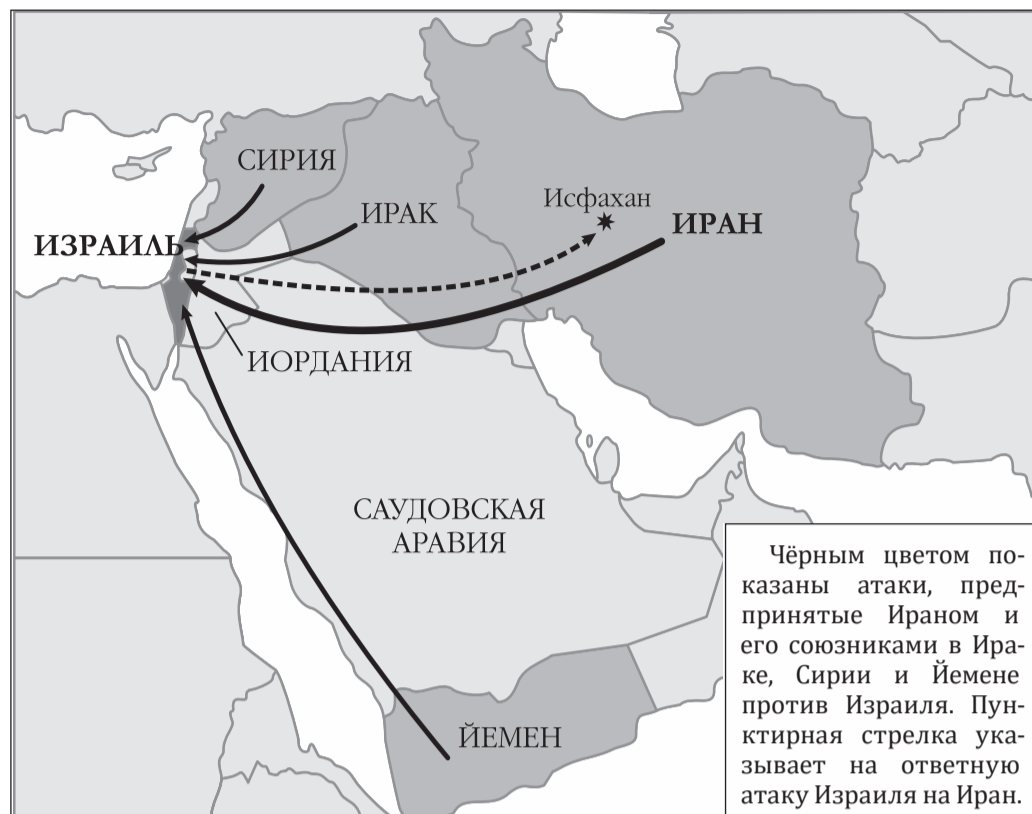 СИРИЯ
ИРАК
Исфахан
ИРАН
ИЗРАИЛЬ
ИОРДАНИЯ
САУДОВСКАЯ
АРАВИЯ
ЙЕМЕН
Чёрным цветом по-
казаны атаки, пред-
принятые Ираном и
его союзниками в Ира-
ке, Сирии и Йемене
против Израиля. Пун-
ктирная стрелка ука-
зывает на ответную
атаку Израиля на Иран.